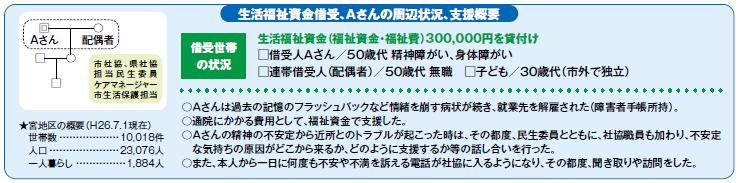 生活福祉資金借受、Aさんの周辺状況、支援概要
Aさん 配偶者
市社協、県社協
担当民生委員
ケアマネージャー
市生活保護担当
★宮地区の概要(H26.7.1現在)
世帯数 ………………… 10,018件
人口 …………………… 23,076人
一人暮らし …………… 1,884人
借受世帯
の状況
生活福祉資金(福祉資金・福祉費)300,000円を貸付け
□借受人Aさん/50歳代 精神障がい、身体障がい
□連帯借受人(配偶者)/50歳代 無職 □子ども/30歳代(市外で独立)
○Aさんは過去の記憶のフラッシュバックなど情緒を崩す病状が続き、就業先を解雇された(障害者手帳所持)。
○通院にかかる費用として、福祉資金で支援した。
○Aさんの精神の不安定から近所とのトラブルが起こった時は、その都度、民生委員とともに、社協職員も加わり、不安定
な気持ちの原因がどこから来るか、どのように支援するか等の話し合いを行った。
○また、本人から一日に何度も不安や不満を訴える電話が社協に入るようになり、その都度、聞き取りや訪問をした。